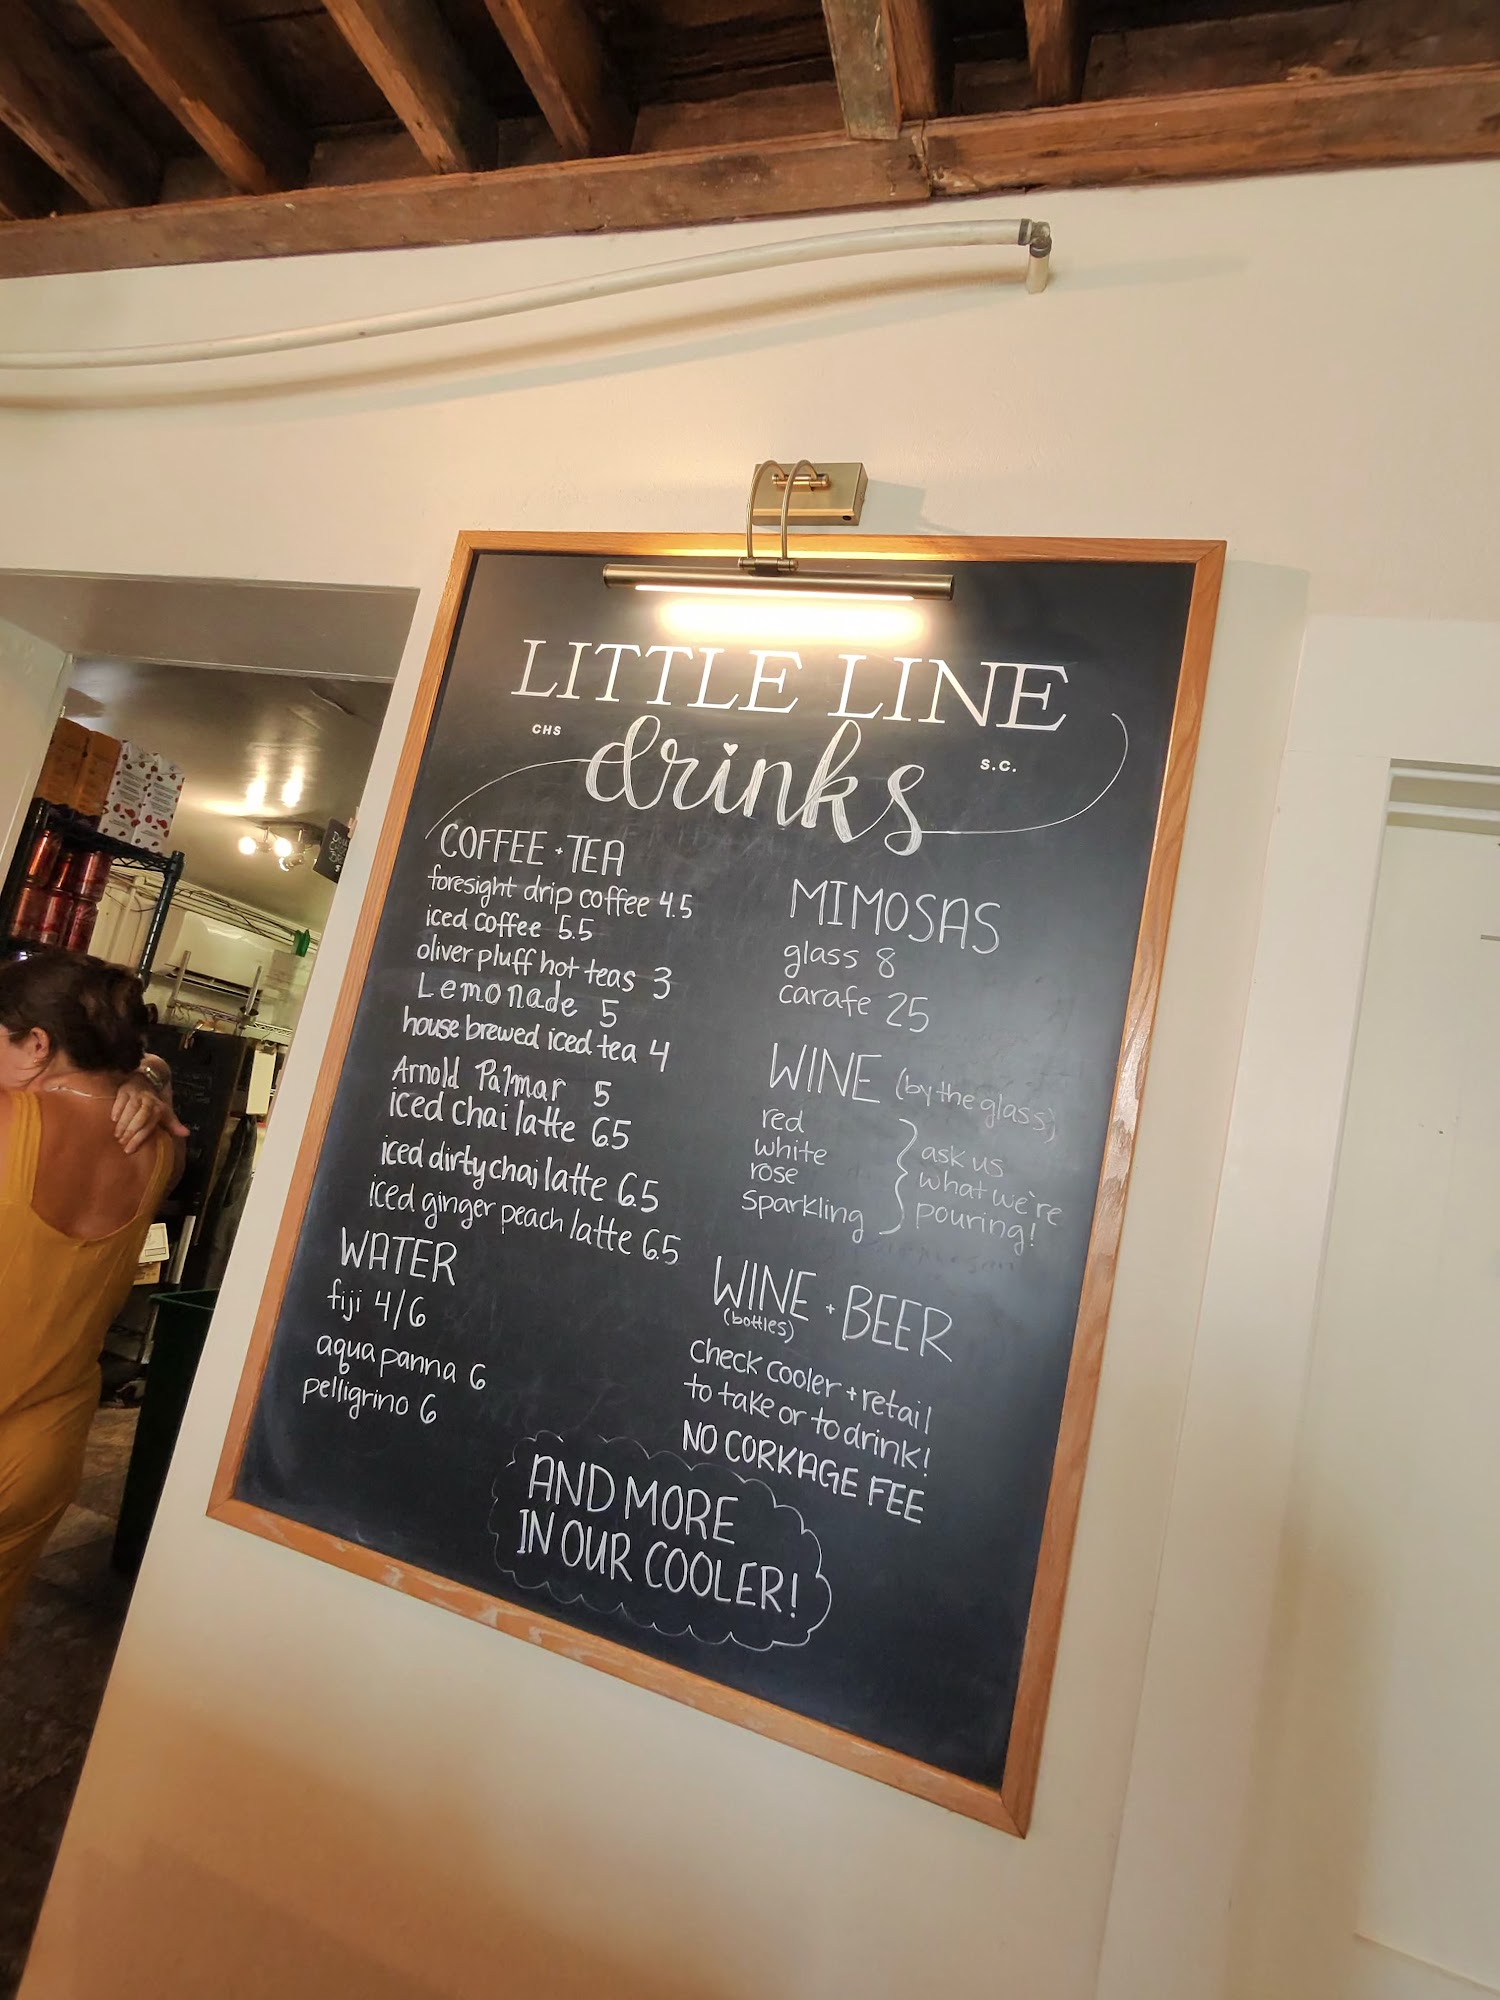 LITTLE LINE
CHS
drinks
S.C.
COFFEE + TEA
foresight drip coffee 4.5
iced coffee 5.5
oliver pluff hot teas 3
Lemonade 5
house brewed iced tea 4
Arnold Palmar 5
iced chai latte 6.5
iced dirty chai latte 6.5
iced ginger peach latte 6.5
WATER
fiji 4/6
aqua panna 6
pelligrino 6
MIMOSAS
glass 8
carafe 25
WINE (by the glass)
red
white
rose
sparkling
ask us
what we're
pouring!
WINE + BEER
(bottles)
check cooler + retail
to take or to drink!
NO CORKAGE FEE
AND MORE
IN OUR COOLER!